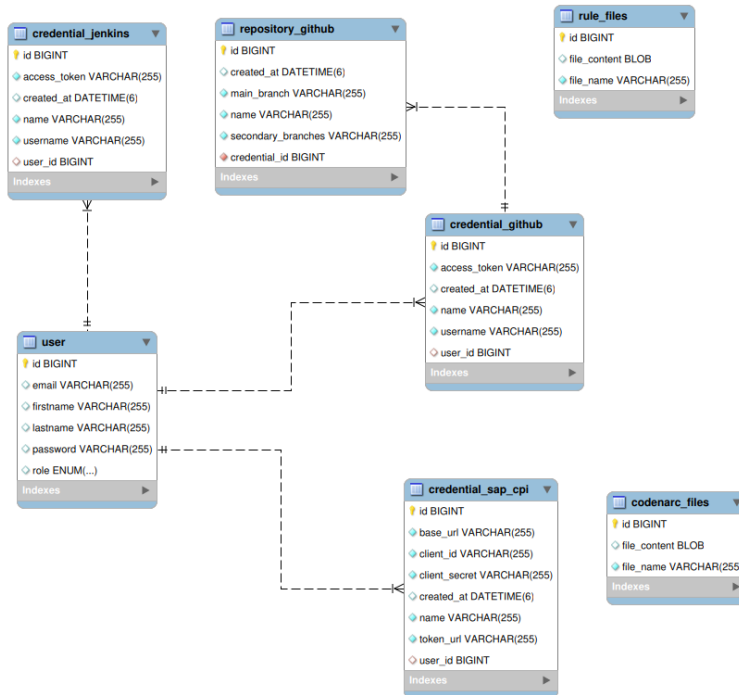 credential_jenkins
id BIGINT
access_token VARCHAR(255)
created_at DATETIME(6)
name VARCHAR(255)
username VARCHAR(255)
user_id BIGINT
Indexes
repository_github
id BIGINT
created_at DATETIME(6)
main_branch VARCHAR(255)
name VARCHAR(255)
secondary_branches VARCHAR(255)
credential_id BIGINT
Indexes
rule_files
id BIGINT
file_content BLOB
file_name VARCHAR(255)
Indexes
credential_github
id BIGINT
access_token VARCHAR(255)
created_at DATETIME(6)
name VARCHAR(255)
username VARCHAR(255)
user_id BIGINT
Indexes
user
id BIGINT
email VARCHAR(255)
firstname VARCHAR(255)
lastname VARCHAR(255)
password VARCHAR(255)
role ENUM(...)
Indexes
credential_sap_cpi
id BIGINT
base_url VARCHAR(255)
client_id VARCHAR(255)
client_secret VARCHAR(255)
created_at DATETIME(6)
name VARCHAR(255)
token_url VARCHAR(255)
user_id BIGINT
Indexes
codenarc_files
id BIGINT
file_content BLOB
file_name VARCHAR(255
Indexes